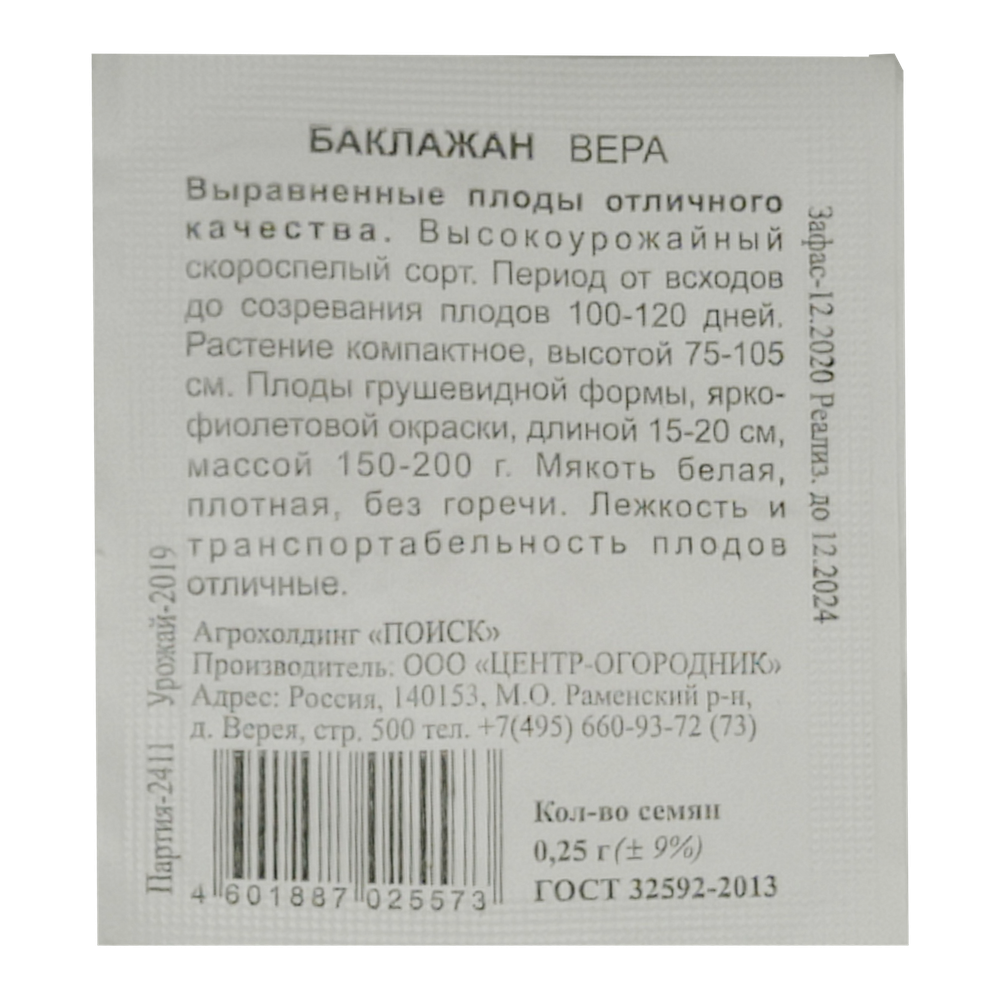 БАКЛАЖАН ВЕРА
Выравненные плоды отличного
качества. Высокоурожайный
скороспелый сорт. Период от всходов
до созревания плодов 100-120 дней.
Растение компактное, высотой 75-105
см. Плоды грушевидной формы, ярко-
фиолетовой окраски, длиной 15-20 см,
массой 150-200 г. Мякоть белая,
плотная, без горечи. Лежкость и
транспортабельность плодов
отличные.
Агрохолдинг «ПОИСК»
Производитель: ООО «ЦЕНТР-ОГОРОДНИК»
Адрес: Россия, 140153, М.О. Раменский р-н,
д. Верея, стр. 500 тел. +7(495) 660-93-72 (73)
Кол-во семян
0,25 г (± 9%)
ГОСТ 32592-2013
4 601887 025573
Партия-2411 Урожай-2019
Зафас-12.2020 Реализ. до 12.2024